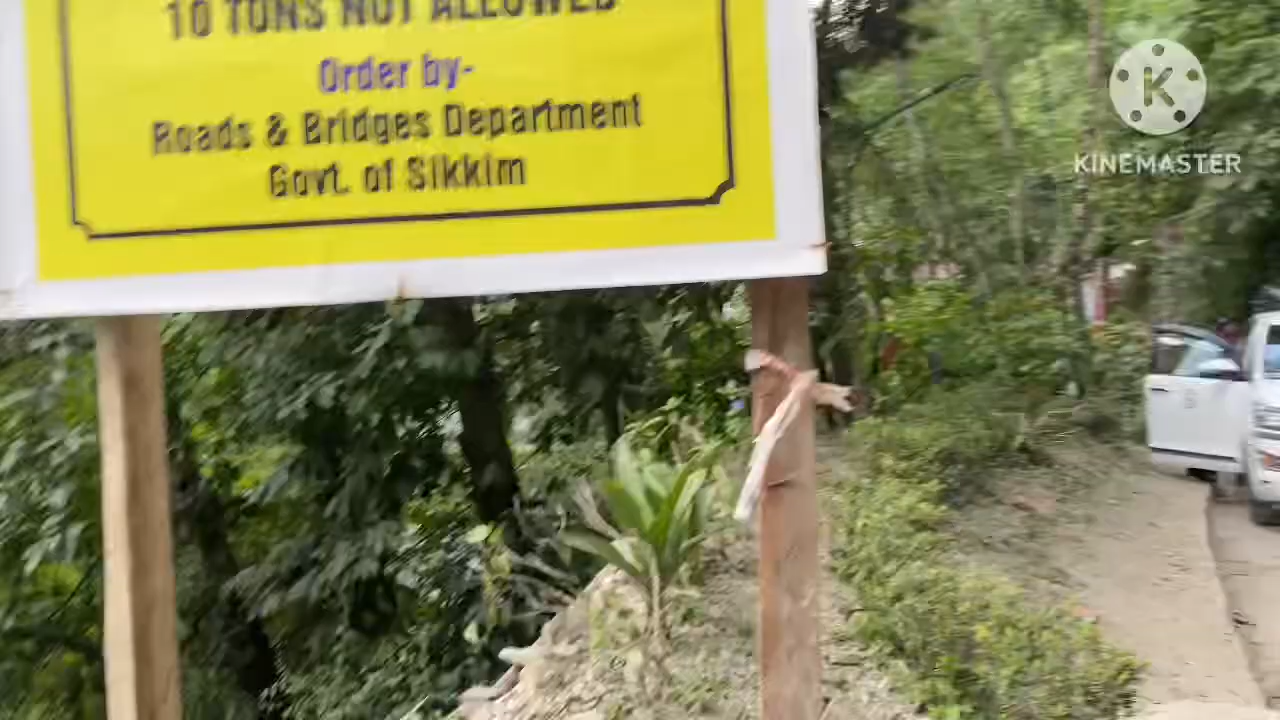 10 TONS NOT ALLOWED
Order by-
Roads & Bridges Department
Govt. of Sikkim
K
KINEMASTER